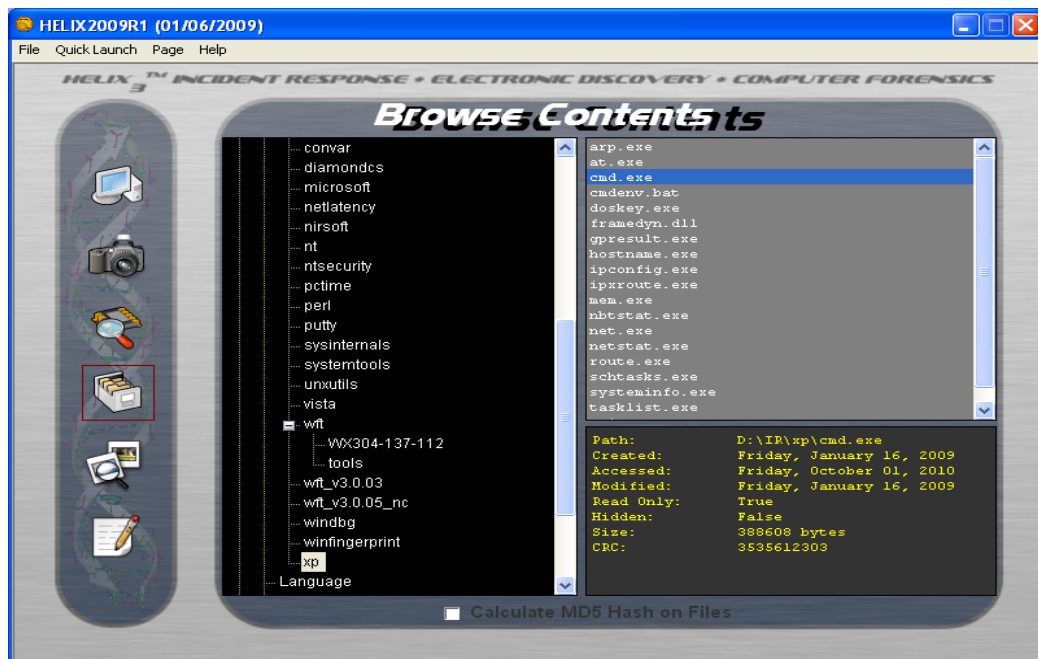 HELIX2009R1 (01/06/2009)
File Quick Launch Page Help
HELIX3™ INCIDENT RESPONSE • ELECTRONIC DISCOVERY • COMPUTER FORENSICS
Browse Contents
convar
diamondcs
microsoft
netlatency
nirsoft
nt
ntsecurity
pctime
perl
putty
sysinternals
systemtools
unxutils
vista
wft
WX304-137-112
tools
wft_v3.0.03
wft_v3.0.05_nc
windbg
winfingerprint
xp
Language
arp.exe
at.exe
cmd.exe
cmdenv.bat
doskey.exe
framedyn.dll
gpresult.exe
hostname.exe
ipconfig.exe
ipxroute.exe
mem.exe
nbtstat.exe
net.exe
netstat.exe
route.exe
schtasks.exe
systeminfo.exe
tasklist.exe
Path: D:\IR\xp\cmd.exe
Created: Friday, January 16, 2009
Accessed: Friday, October 01, 2010
Modified: Friday, January 16, 2009
Read Only: True
Hidden: False
Size: 388608 bytes
CRC: 3535612303
Calculate MD5 Hash on Files